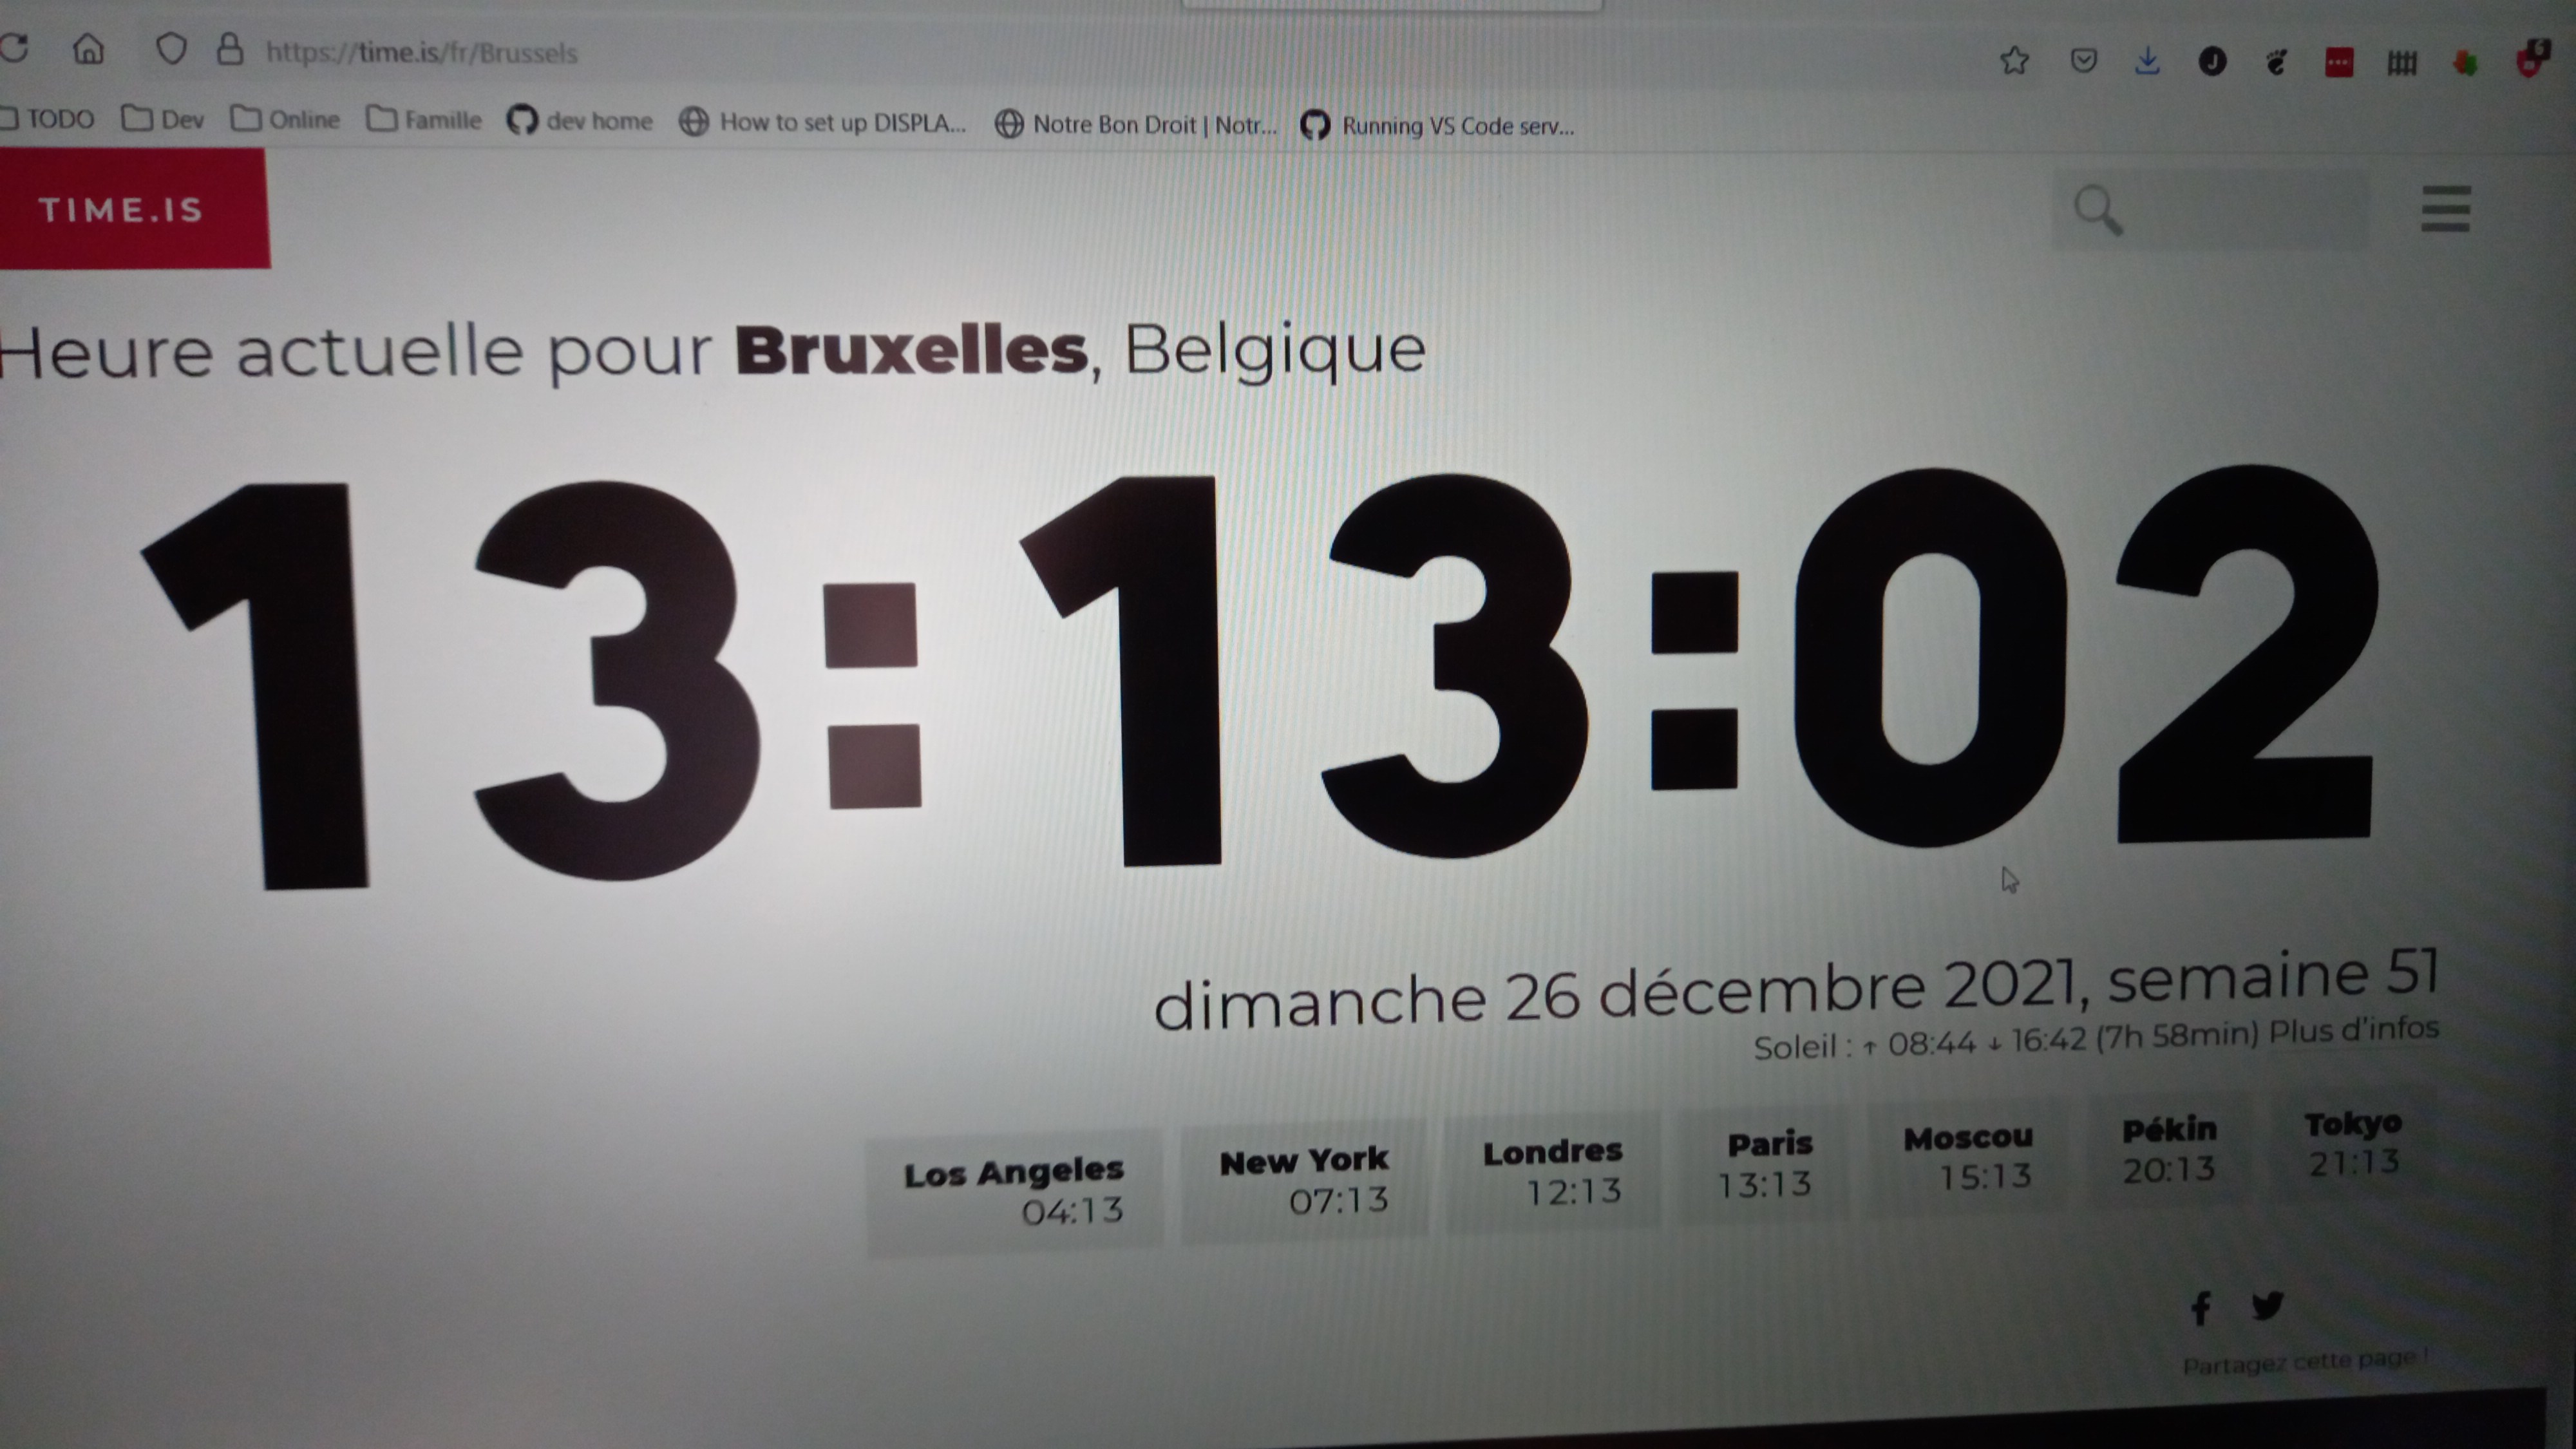 https://time.is/fr/Brussels
6
TODO Dev Online Famille dev home How to set up DISPLA... Notre Bon Droit | Notr... Running VS Code serv...
TIME.IS
Heure actuelle pour Bruxelles, Belgique
13:13:02
dimanche 26 décembre 2021, semaine 51
Soleil : ↑ 08:44 ↓ 16:42 (7h 58min) Plus d'infos
Los Angeles New York Londres Paris Moscou Pékin Tokyo
04:13 07:13 12:13 13:13 15:13 20:13 21:13
Partagez cette page !